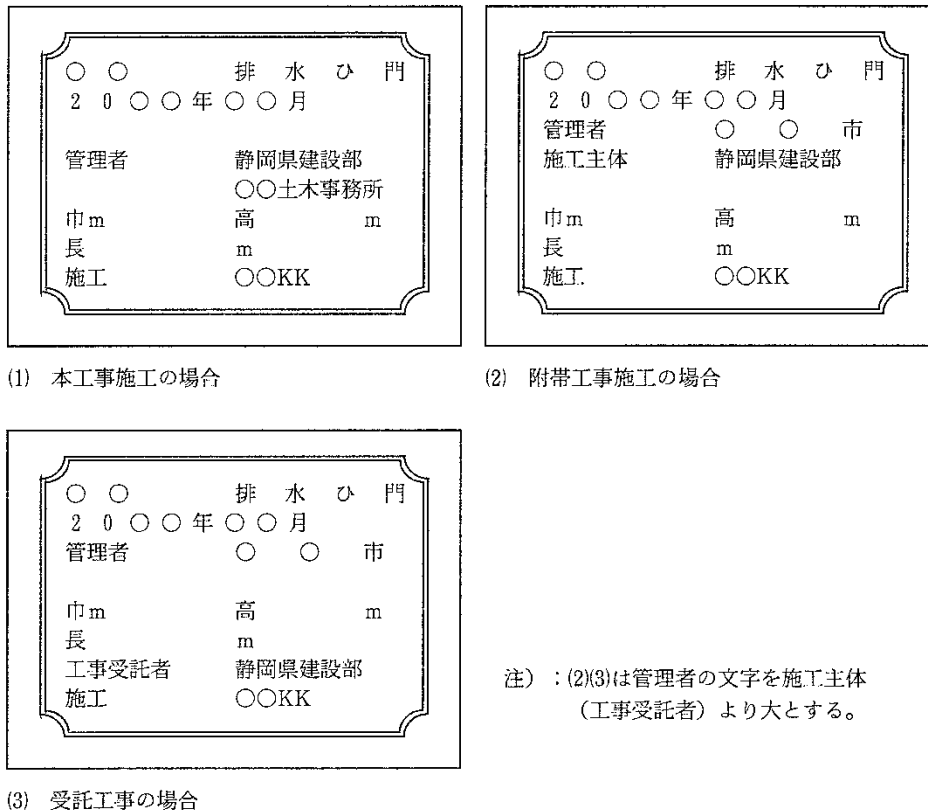 ○ ○ 排 水 ひ 門
2 0 ○ ○ 年 ○ ○ 月
管理者 静岡県建設部
○○土木事務所
巾m 高 m
長 m
施工 ○○KK
(1) 本工事施工の場合
○ ○ 排 水 ひ 門
2 0 ○ ○ 年 ○ ○ 月
管理者 ○ ○ 市
施工主体 静岡県建設部
巾m 高 m
長 m
施工 ○○KK
(2) 附帯工事施工の場合
○ ○ 排 水 ひ 門
2 0 ○ ○ 年 ○ ○ 月
管理者 ○ ○ 市
巾m 高 m
長 m
工事受託者 静岡県建設部
施工 ○○KK
(3) 受託工事の場合
注）：(2)(3)は管理者の文字を施工主体
（工事受託者）より大とする。